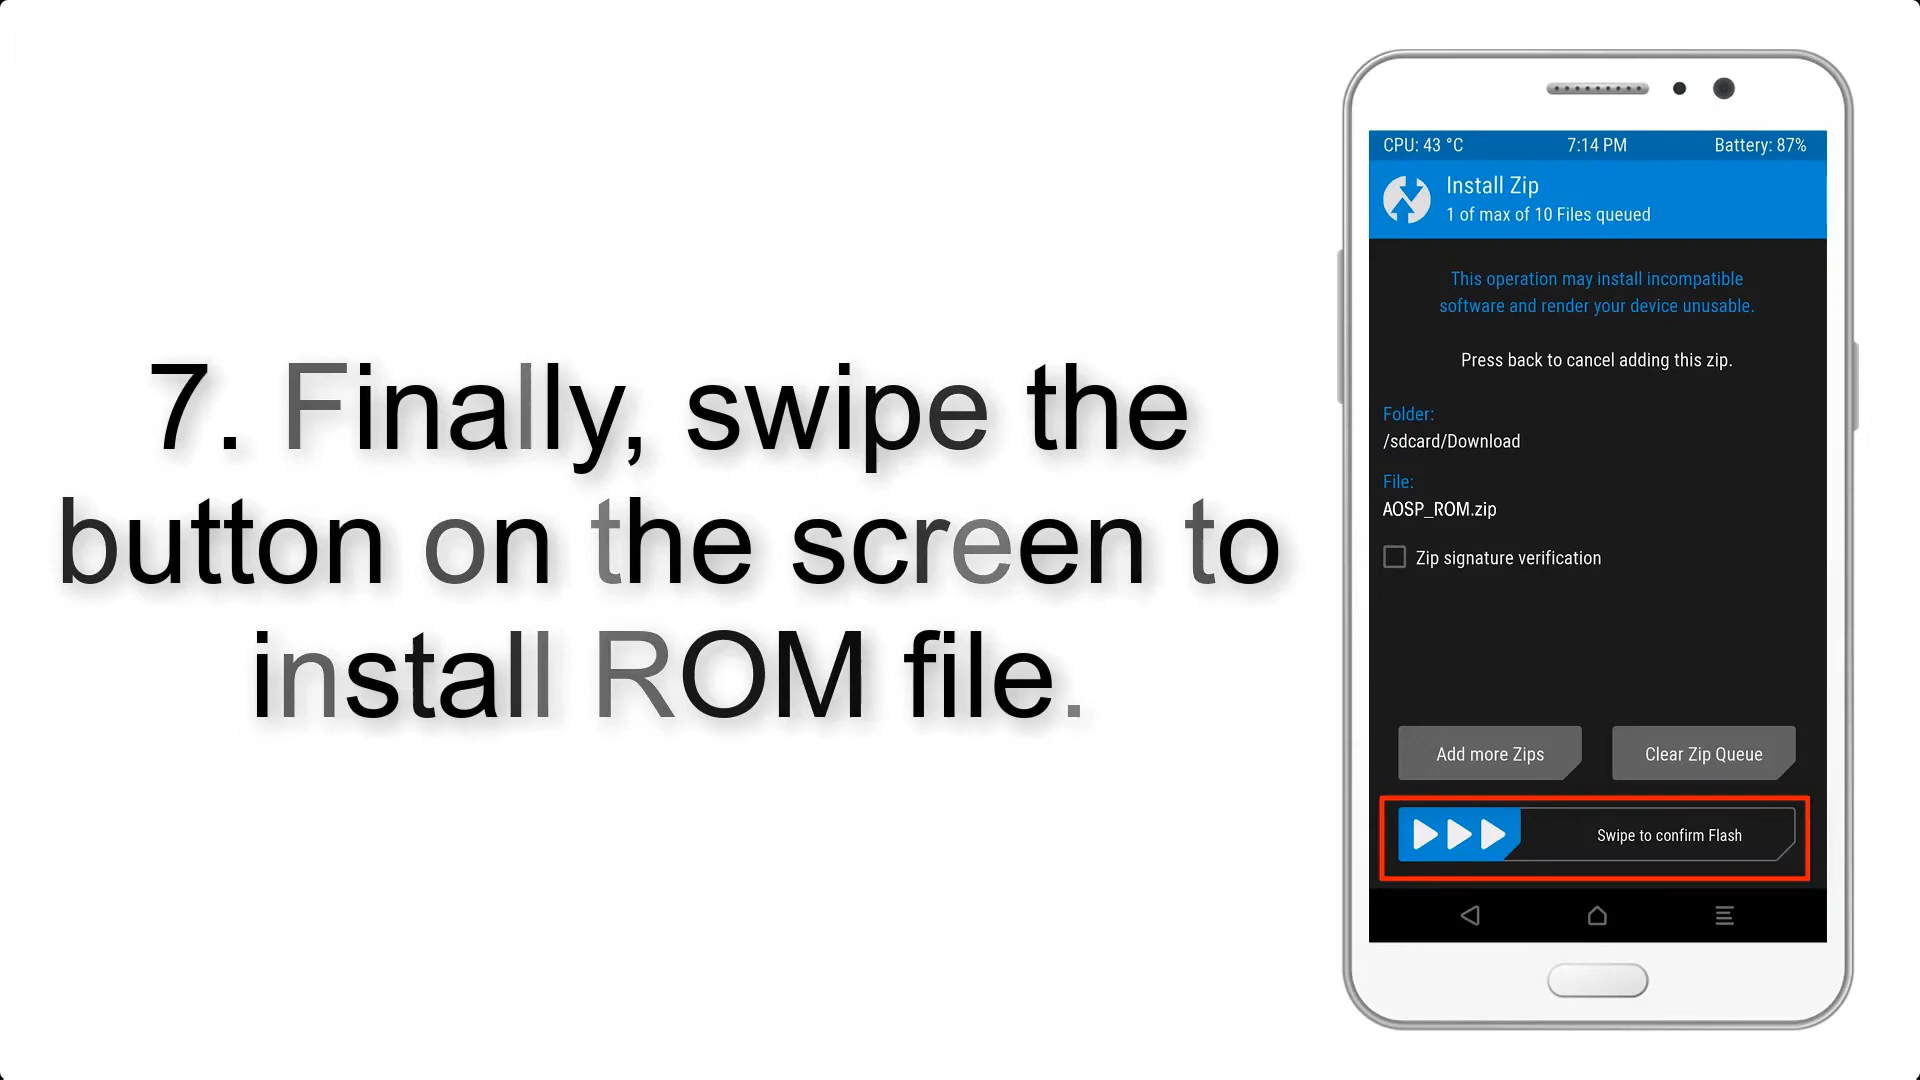 7. Finally, swipe the
button on the screen to
install ROM file.
CPU: 43 °C 7:14 PM Battery: 87%
Install Zip
1 of max of 10 Files queued
This operation may install incompatible
software and render your device unusable.
Press back to cancel adding this zip.
Folder:
/sdcard/Download
File:
AOSP_ROM.zip
Zip signature verification
Add more Zips Clear Zip Queue
Swipe to confirm Flash